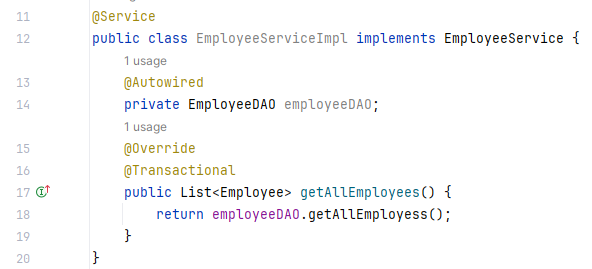 11 @Service
12 public class EmployeeServiceImpl implements EmployeeService {
1 usage
13 @Autowired
14 private EmployeeDAO employeeDAO;
1 usage
15 @Override
16 @Transactional
17 public List<Employee> getAllEmployees() {
18 return employeeDAO.getAllEmployess();
19 }
20 }